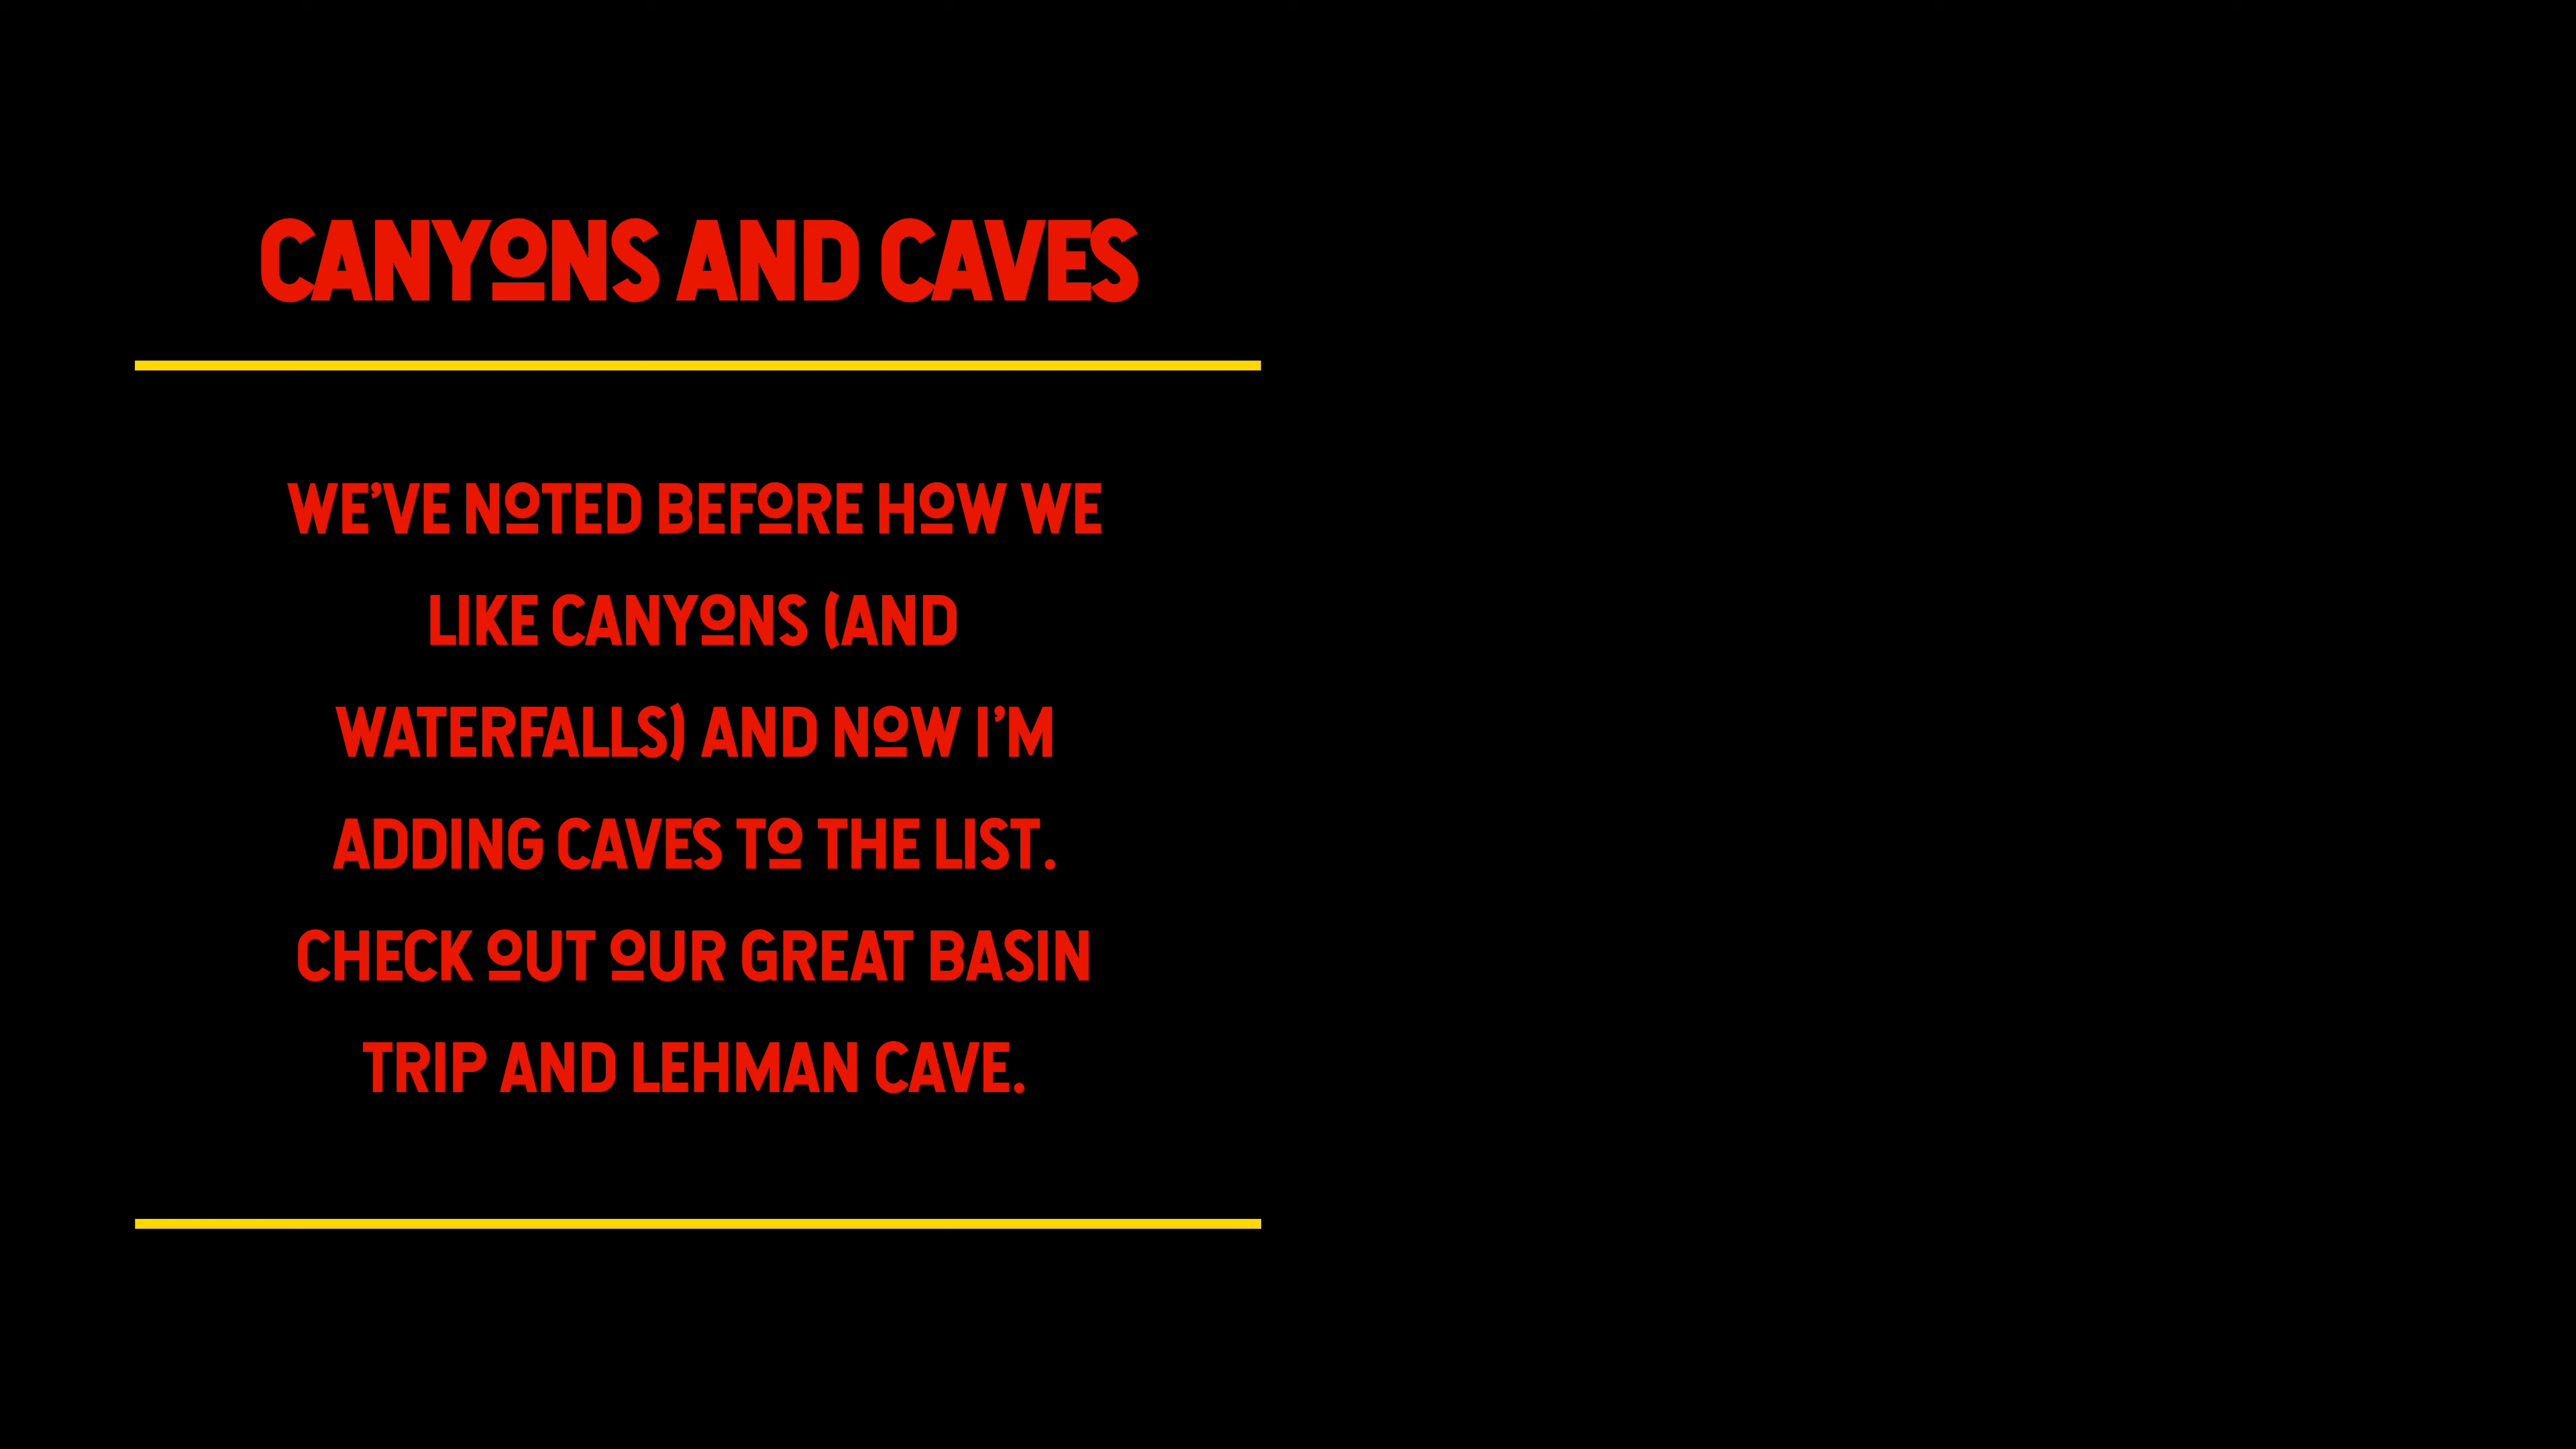 CANYONS AND CAVES
WE'VE NOTED BEFORE HOW WE
LIKE CANYONS (AND
WATERFALLS) AND NOW I'M
ADDING CAVES TO THE LIST.
CHECK OUT OUR GREAT BASIN
TRIP AND LEHMAN CAVE.